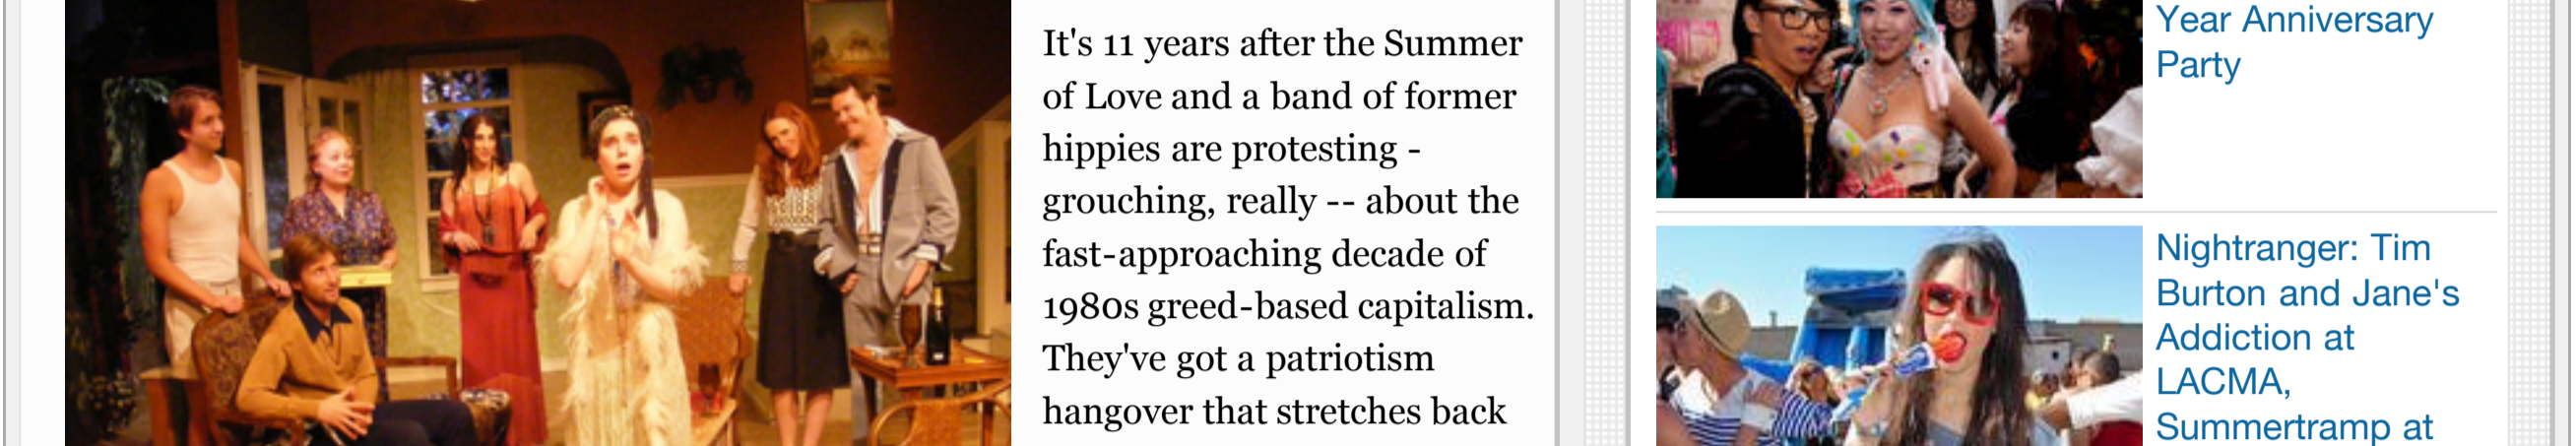 It's 11 years after the Summer
of Love and a band of former
hippies are protesting -
grouching, really -- about the
fast-approaching decade of
1980s greed-based capitalism.
They've got a patriotism
hangover that stretches back
Year Anniversary
Party
Nightranger: Tim
Burton and Jane's
Addiction at
LACMA,
Summertramp at